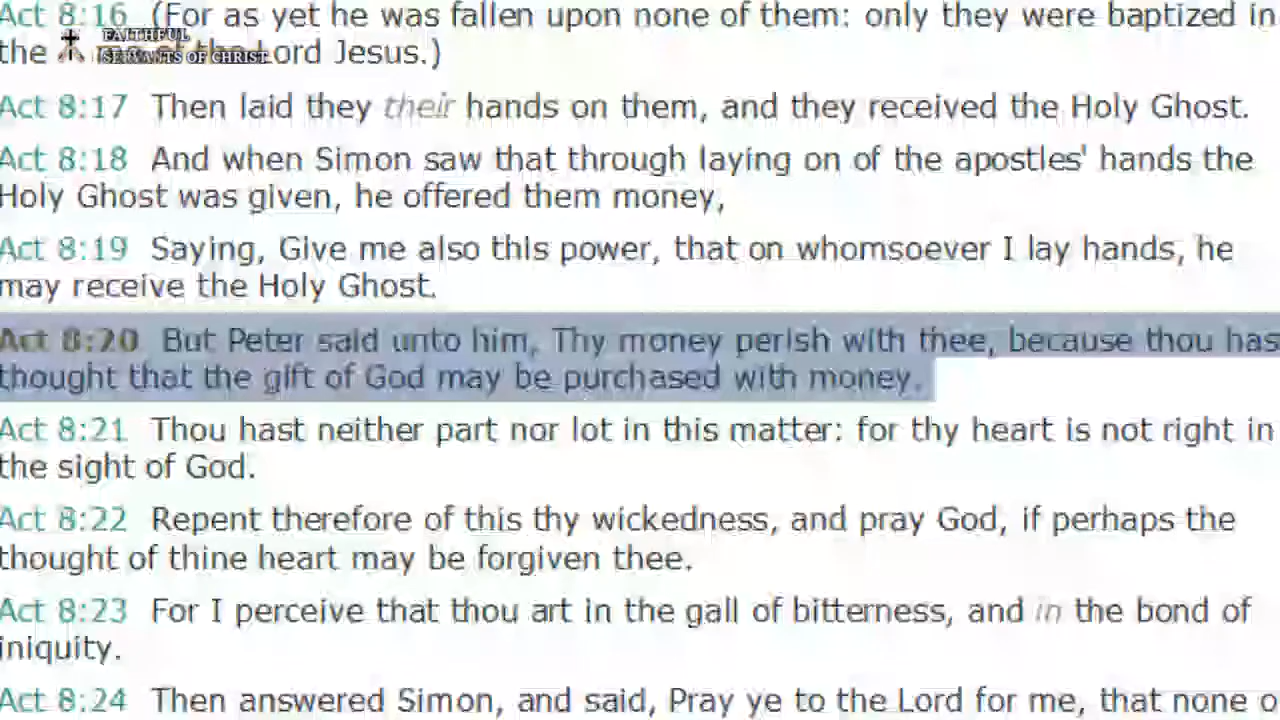 Act 8:16 (For as yet he was fallen upon none of them: only they were baptized in
FAITHFUL
the me of the Lord Jesus.)
SERVANTS OF CHRIST
Act 8:17 Then laid they their hands on them, and they received the Holy Ghost.
Act 8:18 And when Simon saw that through laying on of the apostles' hands the
Holy Ghost was given, he offered them money,
Act 8:19 Saying, Give me also this power, that on whomsoever I lay hands, he
may receive the Holy Ghost.
Act 8:20 But Peter said unto him, Thy money perish with thee, because thou has
thought that the gift of God may be purchased with money.
Act 8:21 Thou hast neither part nor lot in this matter: for thy heart is not right in
the sight of God.
Act 8:22 Repent therefore of this thy wickedness, and pray God, if perhaps the
thought of thine heart may be forgiven thee.
Act 8:23 For I perceive that thou art in the gall of bitterness, and in the bond of
iniquity.
Act 8:24 Then answered Simon, and said, Pray ye to the Lord for me, that none o